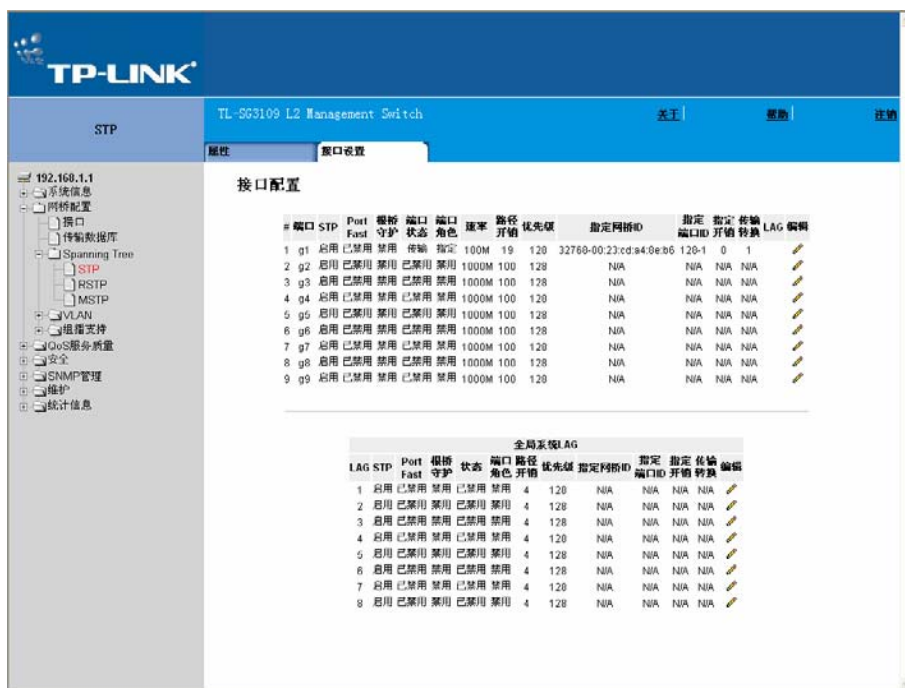 TP-LINK
STP
TL-SG3109 L2 Management Switch
关于
帮助
注销
属性
接口设置
192.168.1.1
系统信息
网桥配置
接口
传输数据库
Spanning Tree
STP
RSTP
MSTP
VLAN
组播支持
QoS服务质量
安全
SNMP管理
维护
统计信息
接口配置
# 端口 STP Port Fast 根桥守护 端口状态 端口角色 速率 路径开销 优先级 指定网桥ID 指定端口ID 指定开销 传输转换 LAG 编辑
1 g1 启用 已禁用 禁用 传输 指定 100M 19 128 32768-00:23:cd:a4:8e:b6 128-1 0 1
2 g2 启用 已禁用 禁用 已禁用 禁用 1000M 100 128 N/A N/A N/A N/A
3 g3 启用 已禁用 禁用 已禁用 禁用 1000M 100 128 N/A N/A N/A N/A
4 g4 启用 已禁用 禁用 已禁用 禁用 1000M 100 128 N/A N/A N/A N/A
5 g5 启用 已禁用 禁用 已禁用 禁用 1000M 100 128 N/A N/A N/A N/A
6 g6 启用 已禁用 禁用 已禁用 禁用 1000M 100 128 N/A N/A N/A N/A
7 g7 启用 已禁用 禁用 已禁用 禁用 1000M 100 128 N/A N/A N/A N/A
8 g8 启用 已禁用 禁用 已禁用 禁用 1000M 100 128 N/A N/A N/A N/A
9 g9 启用 已禁用 禁用 已禁用 禁用 1000M 100 128 N/A N/A N/A N/A
全局系统LAG
LAG STP Port Fast 根桥守护 状态 端口角色 路径开销 优先级 指定网桥ID 指定端口ID 指定开销 传输转换 编辑
1 启用 已禁用 禁用 已禁用 禁用 4 128 N/A N/A N/A N/A
2 启用 已禁用 禁用 已禁用 禁用 4 128 N/A N/A N/A N/A
3 启用 已禁用 禁用 已禁用 禁用 4 128 N/A N/A N/A N/A
4 启用 已禁用 禁用 已禁用 禁用 4 128 N/A N/A N/A N/A
5 启用 已禁用 禁用 已禁用 禁用 4 128 N/A N/A N/A N/A
6 启用 已禁用 禁用 已禁用 禁用 4 128 N/A N/A N/A N/A
7 启用 已禁用 禁用 已禁用 禁用 4 128 N/A N/A N/A N/A
8 启用 已禁用 禁用 已禁用 禁用 4 128 N/A N/A N/A N/A